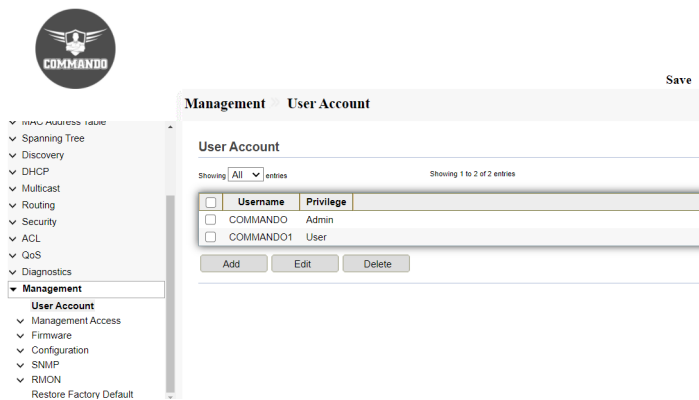 COMMANDO
Save
Management User Account
MAC Address Table
Spanning Tree
Discovery
DHCP
Multicast
Routing
Security
ACL
QoS
Diagnostics
Management
User Account
Management Access
Firmware
Configuration
SNMP
RMON
Restore Factory Default
User Account
Showing All entries
Showing 1 to 2 of 2 entries
Username Privilege
COMMANDO Admin
COMMANDO1 User
Add Edit Delete